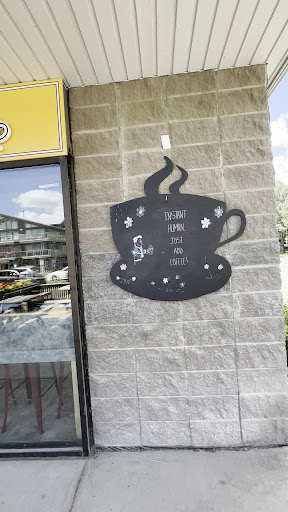 INSTANT
HUMAN.
JUST
ADD
COFFEE!